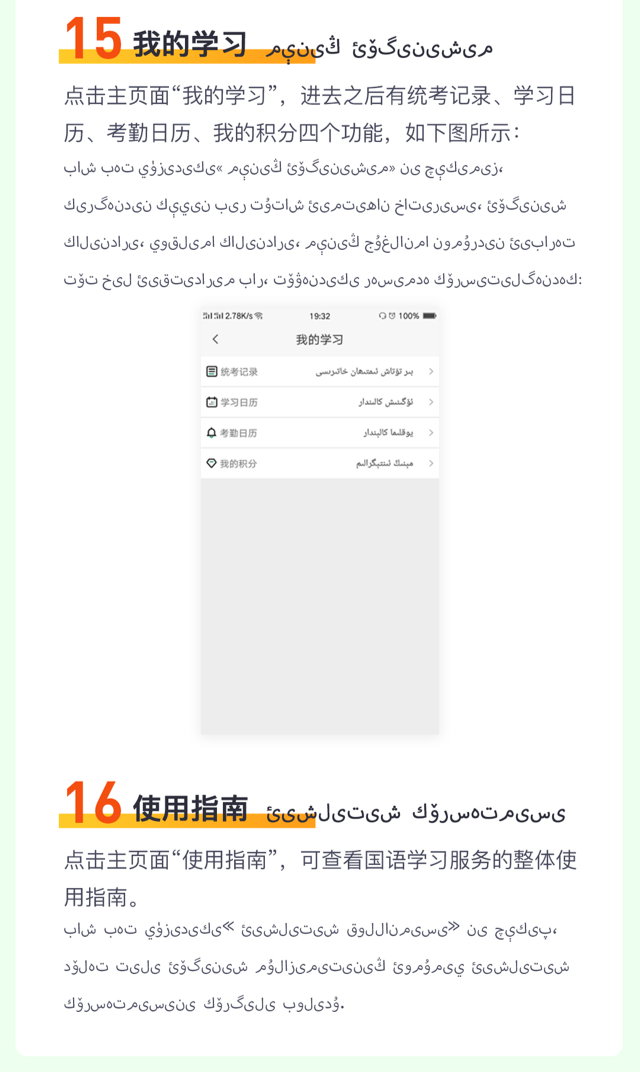 15 我的学习 مېنىڭ ئۆگىنىشىم
点击主页面“我的学习”，进去之后有统考记录、学习日
历、考勤日历、我的积分四个功能，如下图所示：
باش بەت يۈزىدىكى« مېنىڭ ئۆگىنىشىم» نى چېكىمىز،
كىرگەندىن كېيىن بىر تۇتاش ئىمتىھان خاتىرىسى، ئۆگىنىش
كالىندارى، يوقلىما كالىندارى، مېنىڭ جۇغلانما نومۇردىن ئىبارەت
تۆت خىل ئىقتىدارىم بار، تۆۋەندىكى رەسىمدە كۆرسىتىلگەندەك:
2.78K/s 19:32 100%
我的学习
统考记录 بىر تۇتاش ئىمتىھان خاتىرىسى
学习日历 ئۆگىنىش كالىندار
考勤日历 يوقلىما كالىندار
我的积分 مېنىڭ ئىنتېگرالىم
16 使用指南 ئىشلىتىش كۆرسەتمىسى
点击主页面“使用指南”，可查看国语学习服务的整体使
用指南。
باش بەت يۈزىدىكى≪ ئىشلىتىش قوللانمىسى≫ نى چېكىپ،
دۆلەت تىلى ئۆگىنىش مۇلازىمىتىنىڭ ئومۇمىي ئىشلىتىش
كۆرسەتمىسىنى كۆرگىلى بولىدۇ.